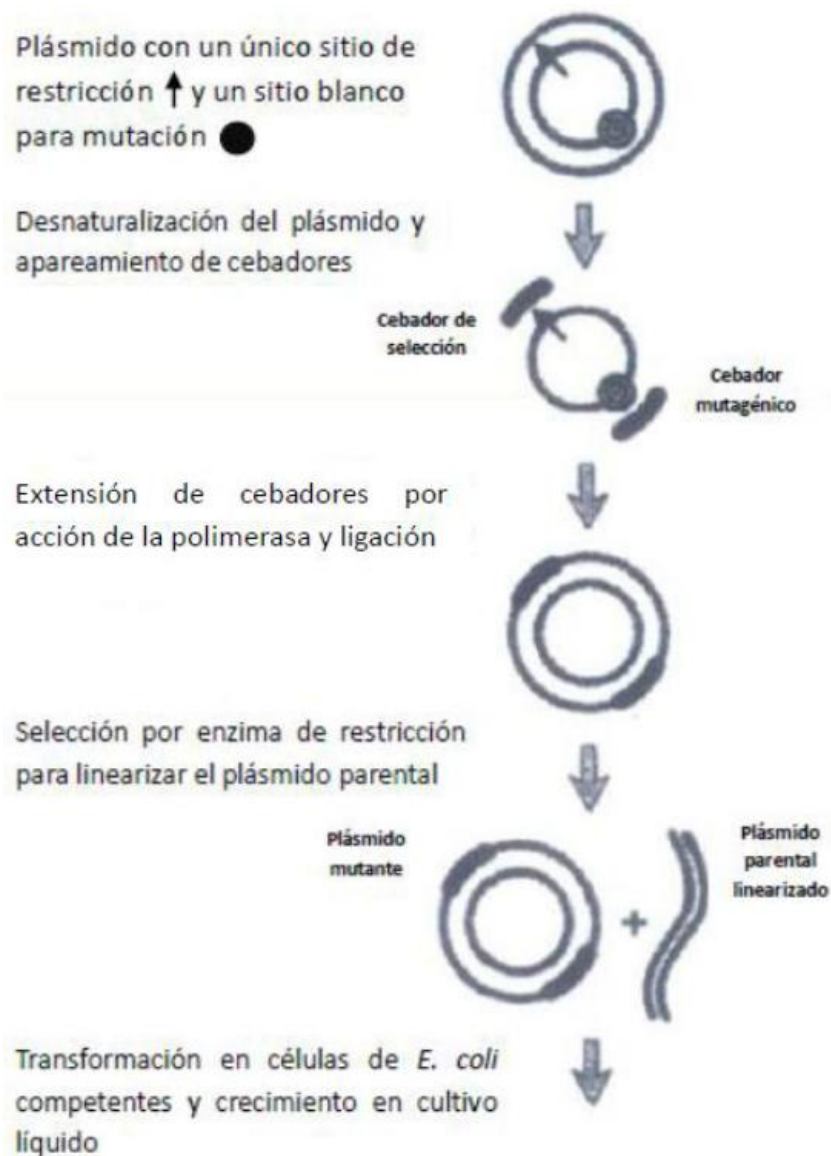 Plásmido con un único sitio de
restricción ↑ y un sitio blanco
para mutación ●
Desnaturalización del plásmido y
apareamiento de cebadores
Cebador de
selección
Cebador
mutagénico
Extensión de cebadores por
acción de la polimerasa y ligación
Selección por enzima de restricción
para linearizar el plásmido parental
Plásmido
mutante
+
Plásmido
parental
linearizado
Transformación en células de E. coli
competentes y crecimiento en cultivo
líquido